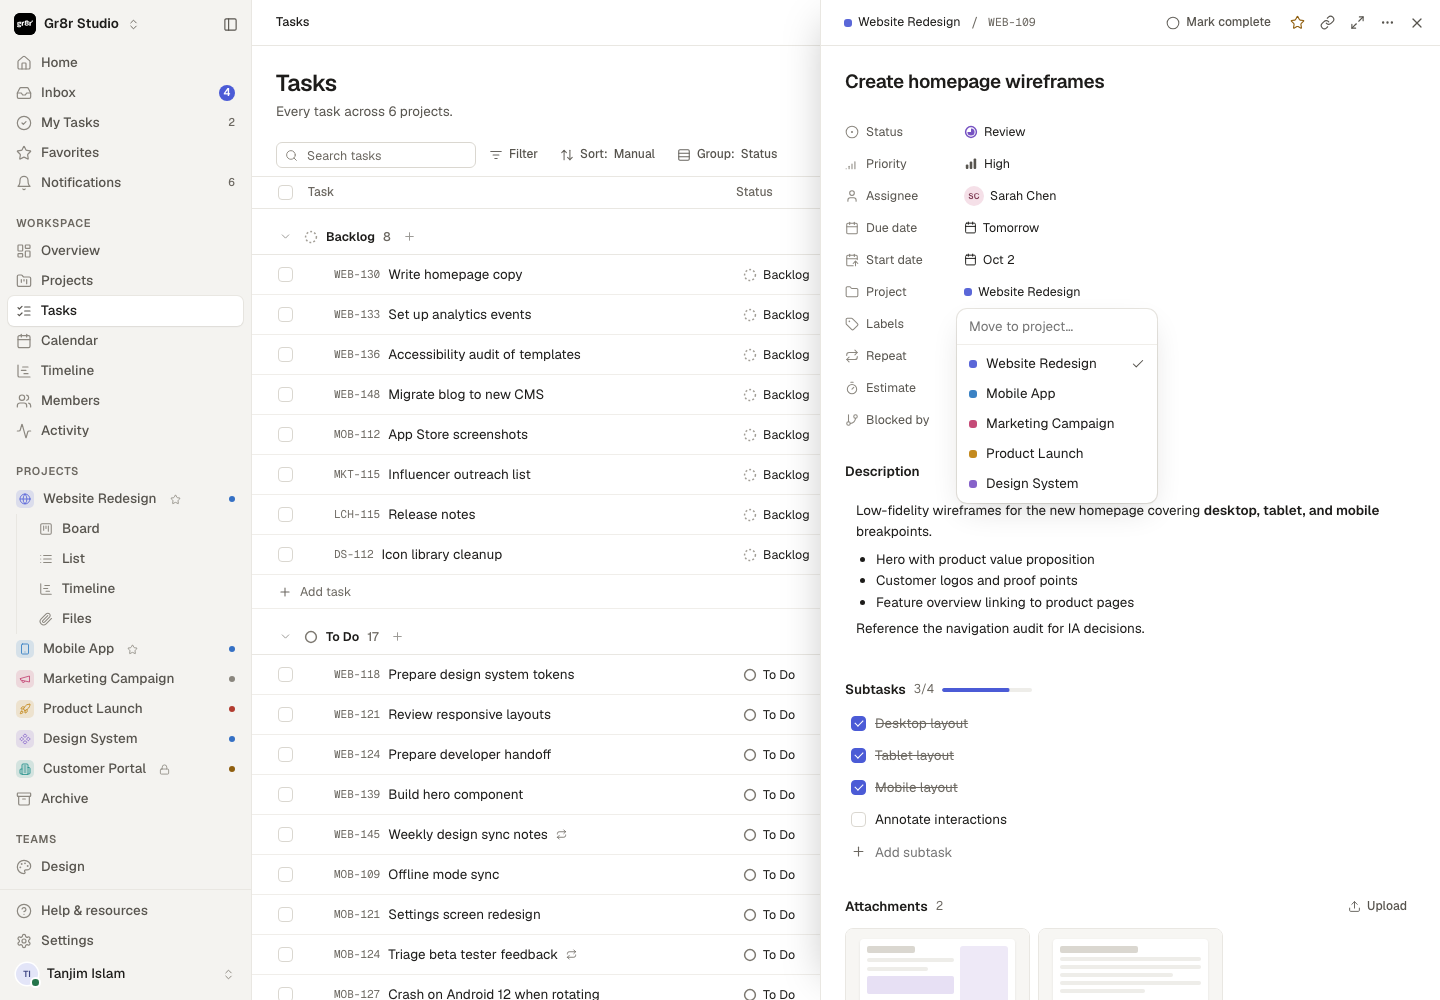 gr8r
Gr8r Studio
Home
Inbox 4
My Tasks 2
Favorites
Notifications 6
WORKSPACE
Overview
Projects
Tasks
Calendar
Timeline
Members
Activity
PROJECTS
Website Redesign
Board
List
Timeline
Files
Mobile App
Marketing Campaign
Product Launch
Design System
Customer Portal
Archive
TEAMS
Design
Help & resources
Settings
TI Tanjim Islam
Tasks
Tasks
Every task across 6 projects.
Search tasks Filter Sort: Manual Group: Status
Task Status
Backlog 8
WEB-130 Write homepage copy Backlog
WEB-133 Set up analytics events Backlog
WEB-136 Accessibility audit of templates Backlog
WEB-148 Migrate blog to new CMS Backlog
MOB-112 App Store screenshots Backlog
MKT-115 Influencer outreach list Backlog
LCH-115 Release notes Backlog
DS-112 Icon library cleanup Backlog
Add task
To Do 17
WEB-118 Prepare design system tokens To Do
WEB-121 Review responsive layouts To Do
WEB-124 Prepare developer handoff To Do
WEB-139 Build hero component To Do
WEB-145 Weekly design sync notes To Do
MOB-109 Offline mode sync To Do
MOB-121 Settings screen redesign To Do
MOB-124 Triage beta tester feedback To Do
MOB-127 Crash on Android 12 when rotating To Do
Website Redesign / WEB-109 Mark complete
Create homepage wireframes
Status Review
Priority High
Assignee SC Sarah Chen
Due date Tomorrow
Start date Oct 2
Project Website Redesign
Labels
Repeat
Estimate
Blocked by
Move to project…
Website Redesign
Mobile App
Marketing Campaign
Product Launch
Design System
Description
Low-fidelity wireframes for the new homepage covering desktop, tablet, and mobile
breakpoints.
• Hero with product value proposition
• Customer logos and proof points
• Feature overview linking to product pages
Reference the navigation audit for IA decisions.
Subtasks 3/4
Desktop layout
Tablet layout
Mobile layout
Annotate interactions
Add subtask
Attachments 2 Upload